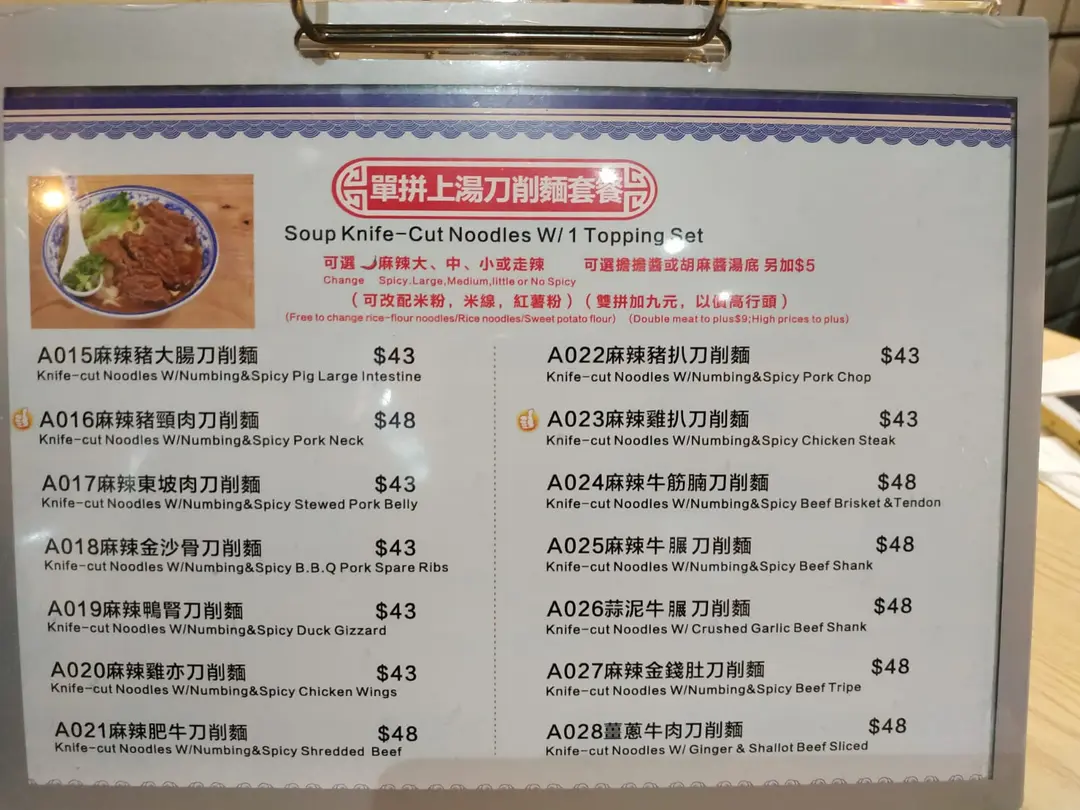 單拼上湯刀削麵套餐
Soup Knife-Cut Noodles W/1 Topping Set
可選 麻辣大、中、小或走辣 可選擔擔醬或胡麻醬湯底 另加$5
Change Spicy.Large,Medium,little or No Spicy
（可改配米粉，米線，紅薯粉）（雙拼加九元，以價高行頭）
(Free to change rice-flour noodles/Rice noodles/Sweet potato flour) (Double meat to plus$9;High prices to plus)
A015麻辣豬大腸刀削麵 $43
Knife-cut Noodles W/Numbing&Spicy Pig Large Intestine
A016麻辣豬頸肉刀削麵 $48
Knife-cut Noodles W/Numbing&Spicy Pork Neck
A017麻辣東坡肉刀削麵 $43
Knife-cut Noodles W/Numbing&Spicy Stewed Pork Belly
A018麻辣金沙骨刀削麵 $43
Knife-cut Noodles W/Numbing&Spicy B.B.Q Pork Spare Ribs
A019麻辣鴨腎刀削麵 $43
Knife-cut Noodles W/Numbing&Spicy Duck Gizzard
A020麻辣雞亦刀削麵 $43
Knife-cut Noodles W/Numbing&Spicy Chicken Wings
A021麻辣肥牛刀削麵 $48
Knife-cut Noodles W/Numbing&Spicy Shredded Beef
A022麻辣豬扒刀削麵 $43
Knife-cut Noodles W/Numbing&Spicy Pork Chop
A023麻辣雞扒刀削麵 $43
Knife-cut Noodles W/Numbing&Spicy Chicken Steak
A024麻辣牛筋腩刀削麵 $48
Knife-cut Noodles W/Numbing&Spicy Beef Brisket &Tendon
A025麻辣牛𦟌刀削麵 $48
Knife-cut Noodles W/Numbing&Spicy Beef Shank
A026蒜泥牛𦟌刀削麵 $48
Knife-cut Noodles W/ Crushed Garlic Beef Shank
A027麻辣金錢肚刀削麵 $48
Knife-cut Noodles W/Numbing&Spicy Beef Tripe
A028薑蔥牛肉刀削麵 $48
Knife-cut Noodles W/ Ginger & Shallot Beef Sliced